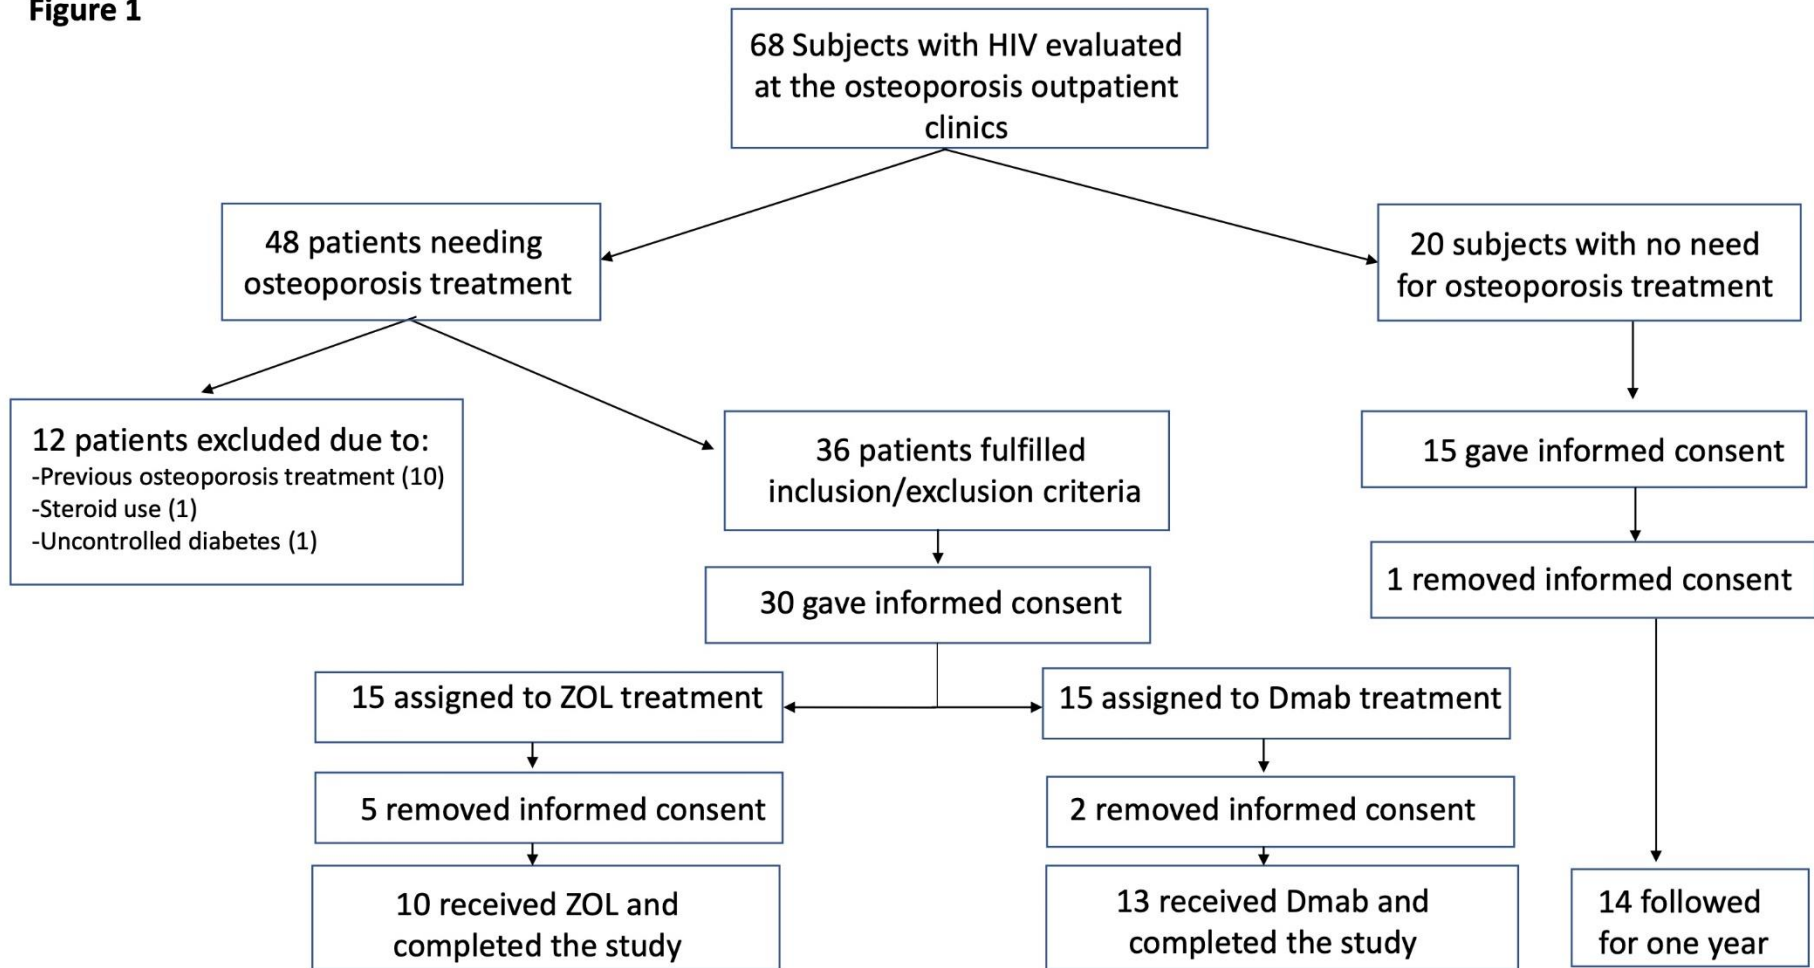 Figure 1
68 Subjects with HIV evaluated
at the osteoporosis outpatient
clinics
48 patients needing
osteoporosis treatment
20 subjects with no need
for osteoporosis treatment
12 patients excluded due to:
-Previous osteoporosis treatment (10)
-Steroid use (1)
-Uncontrolled diabetes (1)
36 patients fulfilled
inclusion/exclusion criteria
15 gave informed consent
30 gave informed consent
1 removed informed consent
15 assigned to ZOL treatment
15 assigned to Dmab treatment
5 removed informed consent
2 removed informed consent
10 received ZOL and
completed the study
13 received Dmab and
completed the study
14 followed
for one year